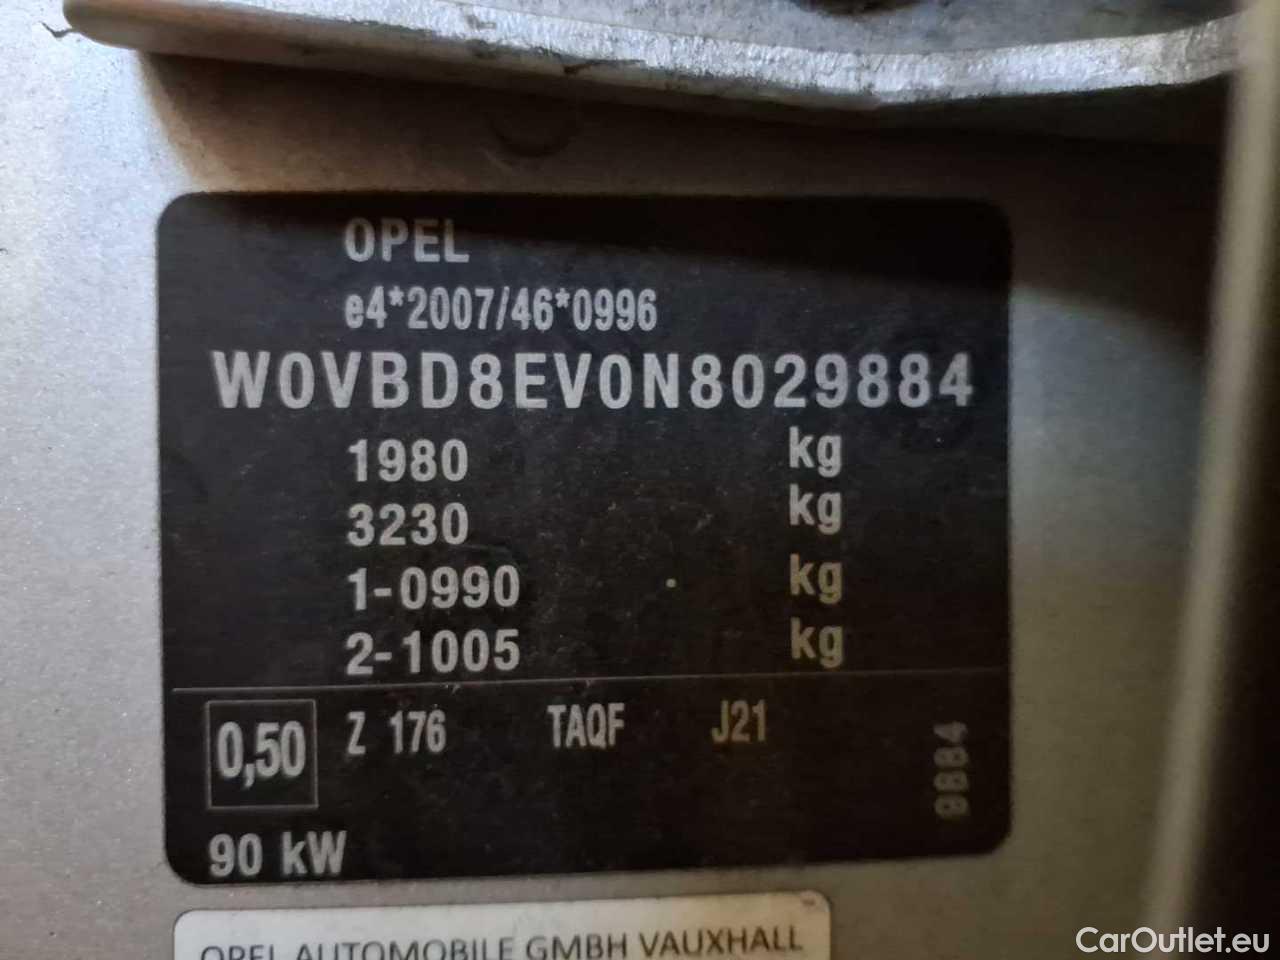 OPEL
e4*2007/46*0996
W0VBD8EV0N8029884
1980 kg
3230 kg
1-0990 kg
2-1005 kg
0,50 Z 176 TAQF J21
9884
90 kW
OPEL AUTOMOBILE GMBH VAUXHALL
CarOutlet.eu